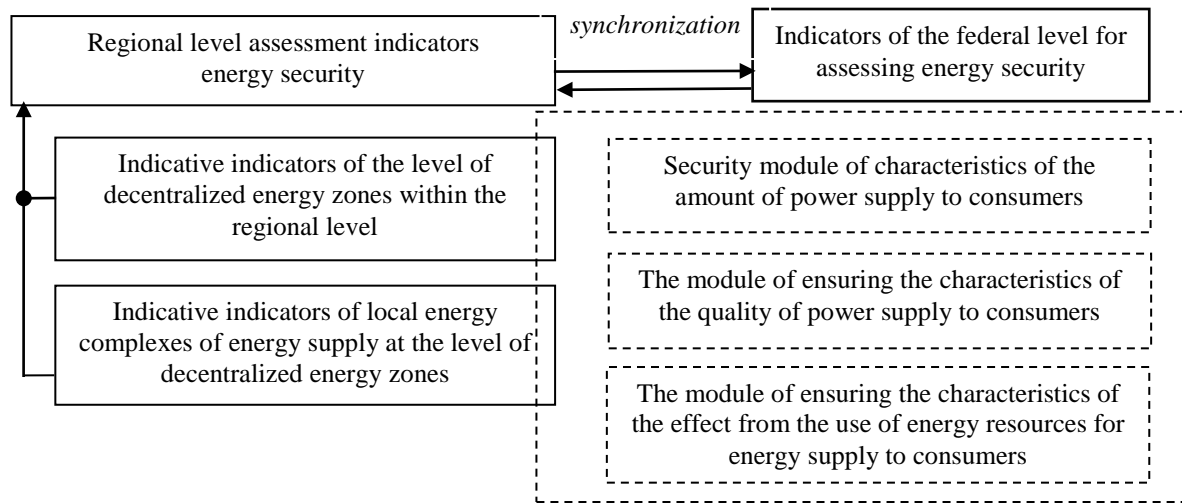 Regional level assessment indicators
energy security
synchronization
Indicators of the federal level for
assessing energy security
Indicative indicators of the level of
decentralized energy zones within the
regional level
Indicative indicators of local energy
complexes of energy supply at the level of
decentralized energy zones
Security module of characteristics of the
amount of power supply to consumers
The module of ensuring the characteristics of
the quality of power supply to consumers
The module of ensuring the characteristics of
the effect from the use of energy resources for
energy supply to consumers